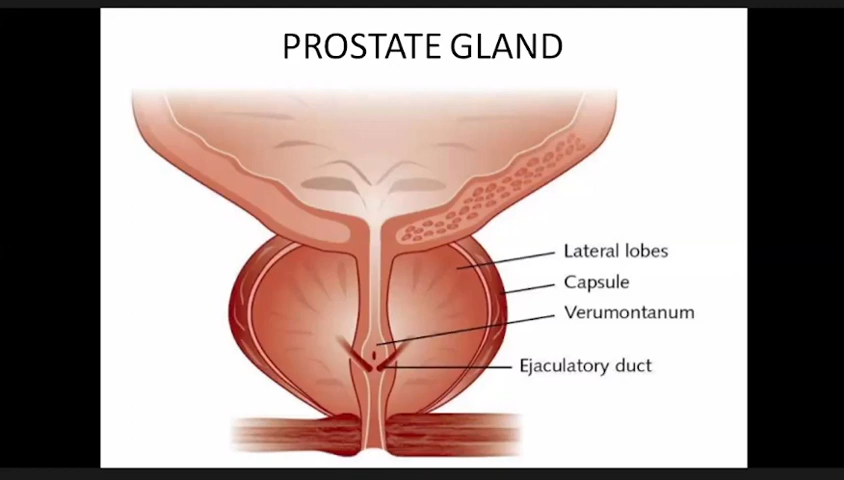 PROSTATE GLAND
Lateral lobes
Capsule
Verumontanum
Ejaculatory duct